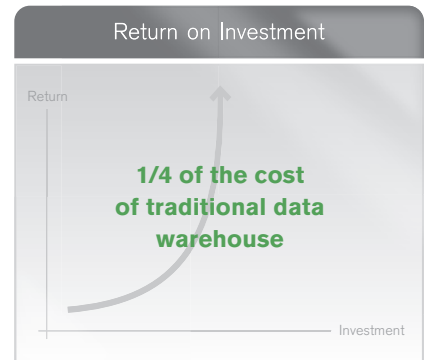 Return on Investment
Return
1/4 of the cost
of traditional data
warehouse
Investment